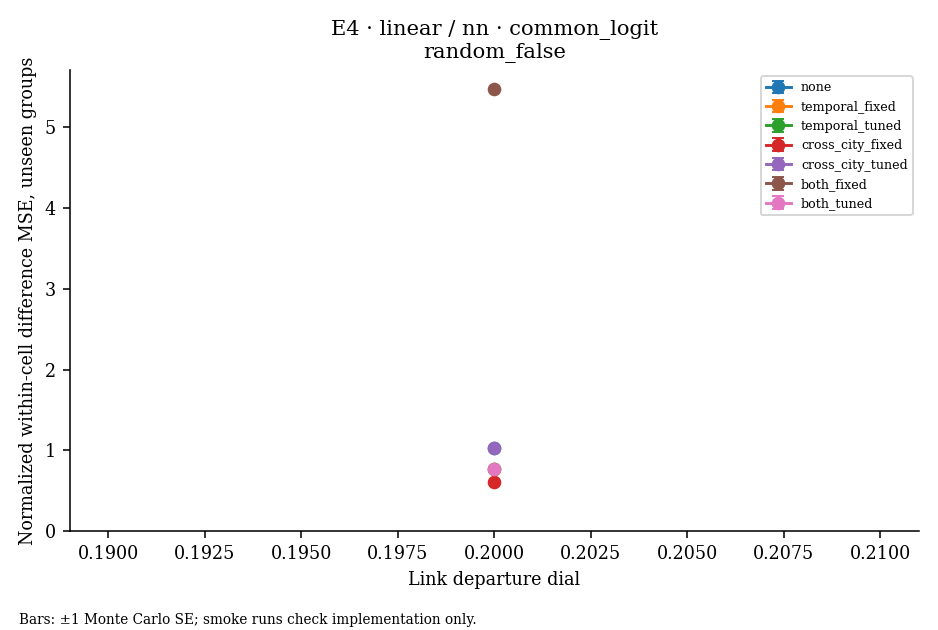 E4 · linear / nn · common_logit
random_false
Normalized within-cell difference MSE, unseen groups
5
4
3
2
1
0
none
temporal_fixed
temporal_tuned
cross_city_fixed
cross_city_tuned
both_fixed
both_tuned
0.1900 0.1925 0.1950 0.1975 0.2000 0.2025 0.2050 0.2075 0.2100
Link departure dial
Bars: ±1 Monte Carlo SE; smoke runs check implementation only.